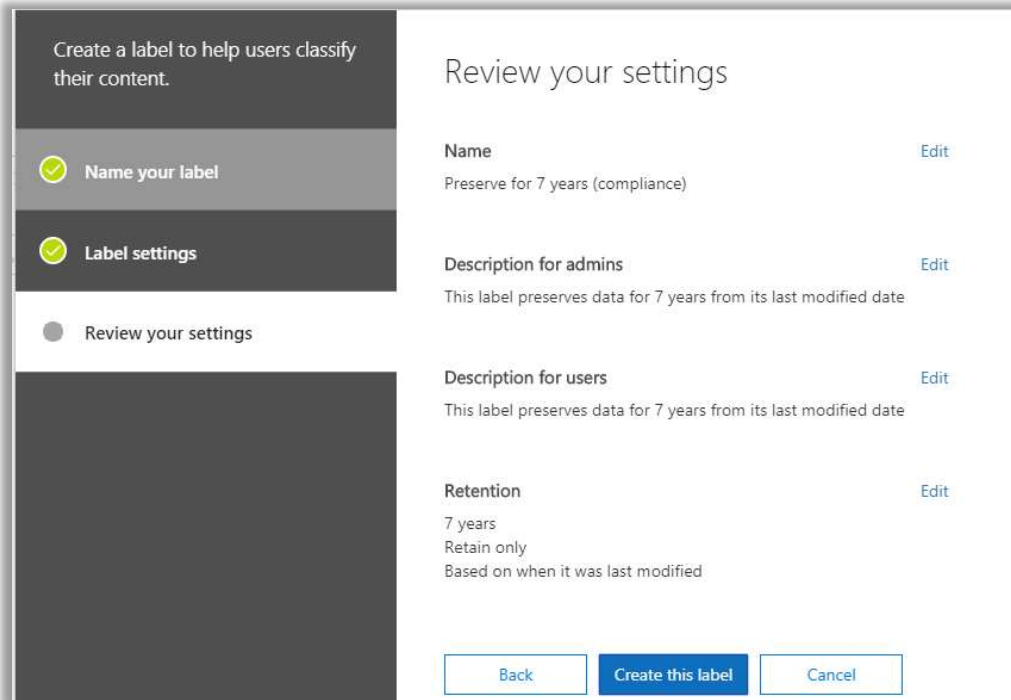 Create a label to help users classify
their content.
Name your label
Label settings
Review your settings
Review your settings
Name
Edit
Preserve for 7 years (compliance)
Description for admins
Edit
This label preserves data for 7 years from its last modified date
Description for users
Edit
This label preserves data for 7 years from its last modified date
Retention
Edit
7 years
Retain only
Based on when it was last modified
Back
Create this label
Cancel